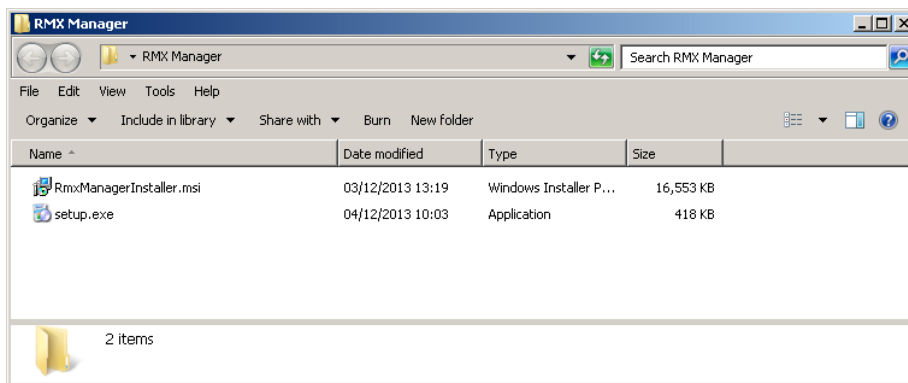 RMX Manager
RMX Manager Search RMX Manager
File Edit View Tools Help
Organize Include in library Share with Burn New folder
Name Date modified Type Size
RmxManagerInstaller.msi 03/12/2013 13:19 Windows Installer P... 16,553 KB
setup.exe 04/12/2013 10:03 Application 418 KB
2 items